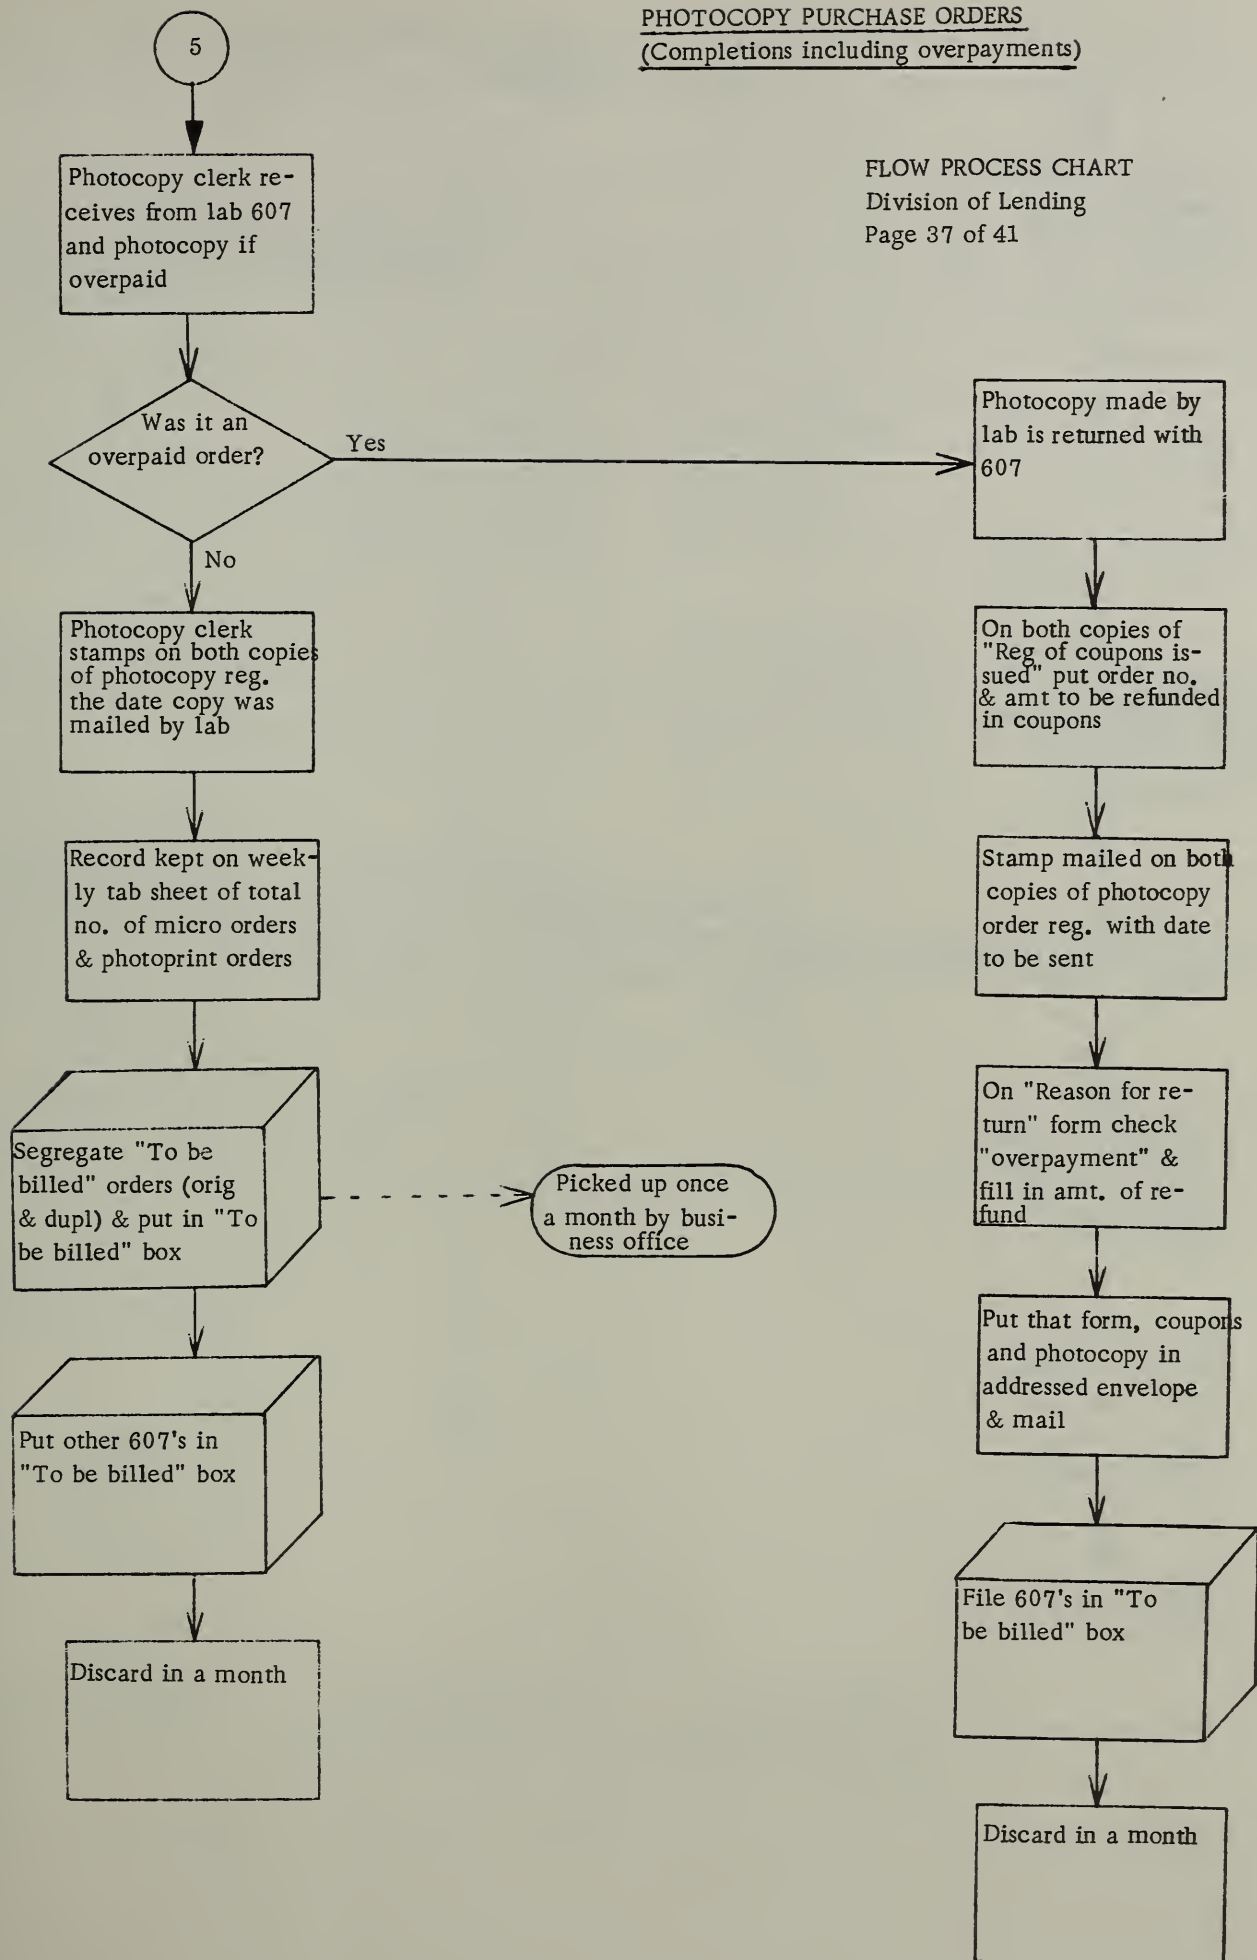 5
PHOTOCOPY PURCHASE ORDERS
(Completions including overpayments)
FLOW PROCESS CHART
Division of Lending
Page 37 of 41
Photocopy clerk re-
ceives from lab 607
and photocopy if
overpaid
Was it an
overpaid order?
Yes
No
Photocopy clerk
stamps on both copies
of photocopy reg.
the date copy was
mailed by lab
Record kept on week-
ly tab sheet of total
no. of micro orders
& photoprint orders
Segregate "To be
billed" orders (orig
& dupl) & put in "To
be billed" box
Picked up once
a month by busi-
ness office
Put other 607's in
"To be billed" box
Discard in a month
Photocopy made by
lab is returned with
607
On both copies of
"Reg of coupons is-
sued" put order no.
& amt to be refunded
in coupons
Stamp mailed on both
copies of photocopy
order reg. with date
to be sent
On "Reason for re-
turn" form check
"overpayment" &
fill in amt. of re-
fund
Put that form, coupons
and photocopy in
addressed envelope
& mail
File 607's in "To
be billed" box
Discard in a month